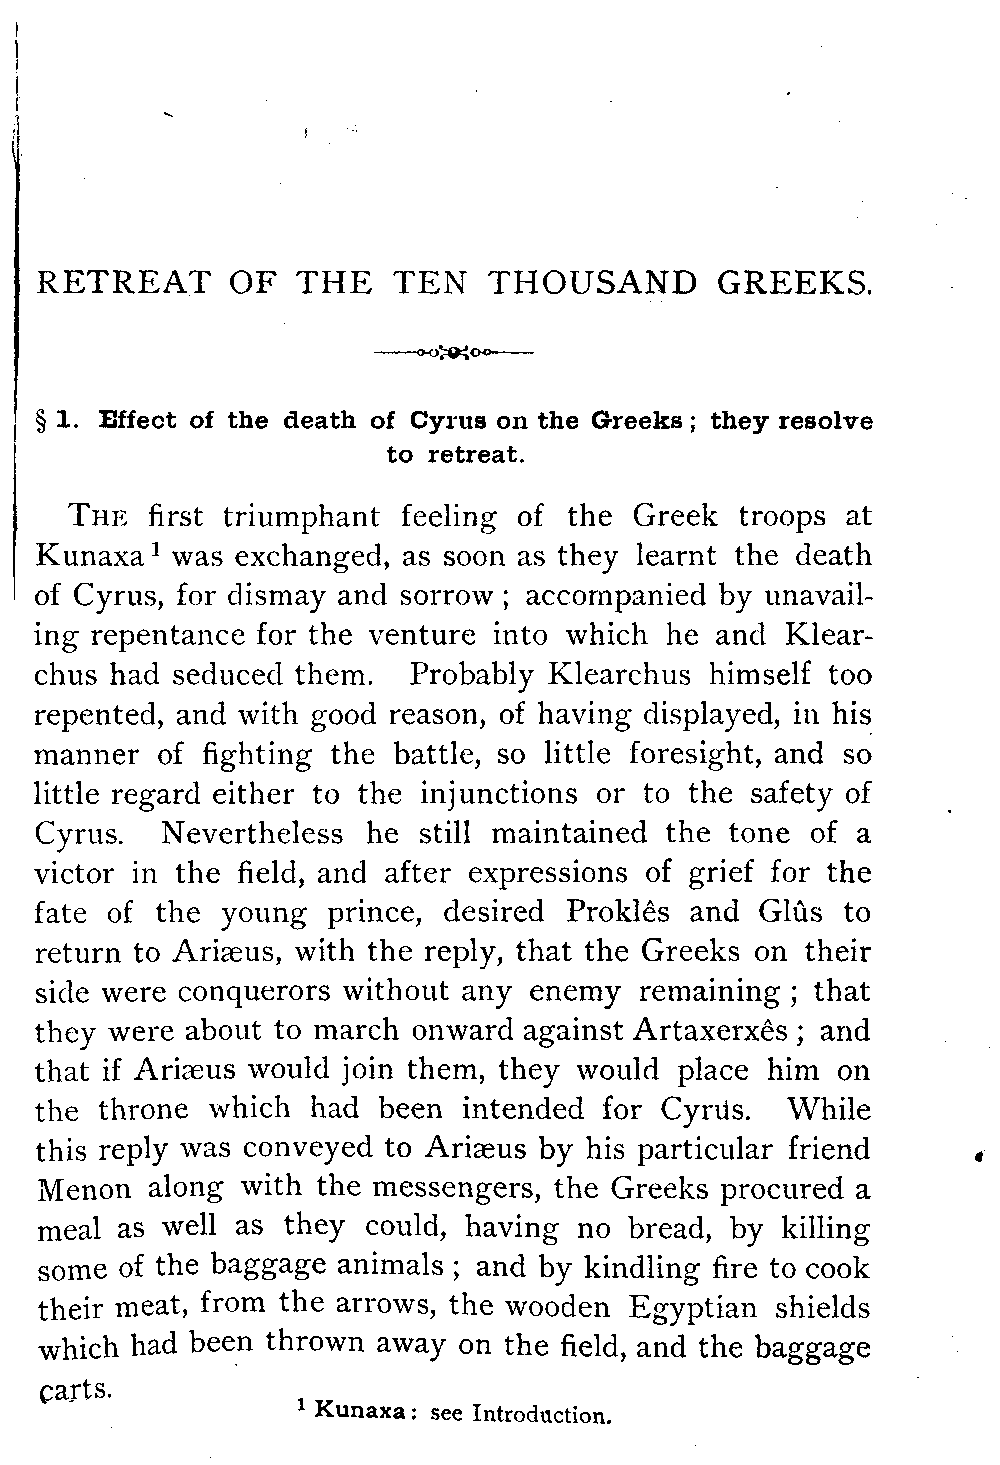 RETREAT OF THE TEN THOUSAND GREEKS.
§ 1. Effect of the death of Cyrus on the Greeks; they resolve
to retreat.
THE first triumphant feeling of the Greek troops at
Kunaxa¹ was exchanged, as soon as they learnt the death
of Cyrus, for dismay and sorrow; accompanied by unavail-
ing repentance for the venture into which he and Klear-
chus had seduced them. Probably Klearchus himself too
repented, and with good reason, of having displayed, in his
manner of fighting the battle, so little foresight, and so
little regard either to the injunctions or to the safety of
Cyrus. Nevertheless he still maintained the tone of a
victor in the field, and after expressions of grief for the
fate of the young prince, desired Proklês and Glûs to
return to Ariæus, with the reply, that the Greeks on their
side were conquerors without any enemy remaining; that
they were about to march onward against Artaxerxês; and
that if Ariæus would join them, they would place him on
the throne which had been intended for Cyrus. While
this reply was conveyed to Ariæus by his particular friend
Menon along with the messengers, the Greeks procured a
meal as well as they could, having no bread, by killing
some of the baggage animals; and by kindling fire to cook
their meat, from the arrows, the wooden Egyptian shields
which had been thrown away on the field, and the baggage
carts.
¹ Kunaxa: see Introduction.